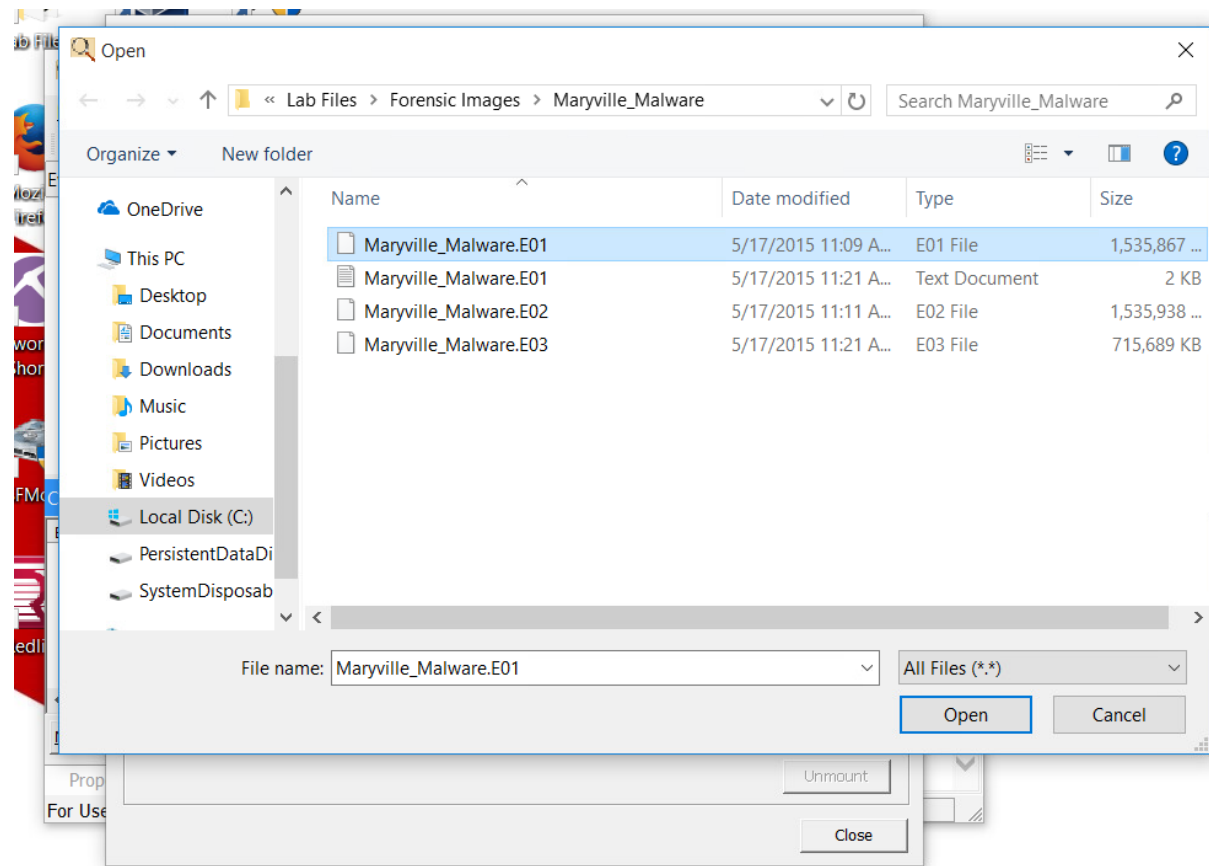 Open
« Lab Files > Forensic Images > Maryville_Malware
Search Maryville_Malware
Organize
New folder
?
Name Date modified Type Size
OneDrive
This PC
Desktop
Documents
Downloads
Music
Pictures
Videos
Local Disk (C:)
PersistentDataDi
SystemDisposab
Maryville_Malware.E01 5/17/2015 11:09 A... E01 File 1,535,867 ...
Maryville_Malware.E01 5/17/2015 11:21 A... Text Document 2 KB
Maryville_Malware.E02 5/17/2015 11:11 A... E02 File 1,535,938 ...
Maryville_Malware.E03 5/17/2015 11:21 A... E03 File 715,689 KB
File name: Maryville_Malware.E01
All Files (*.*)
Open
Cancel
Unmount
Prop
For Use
Close